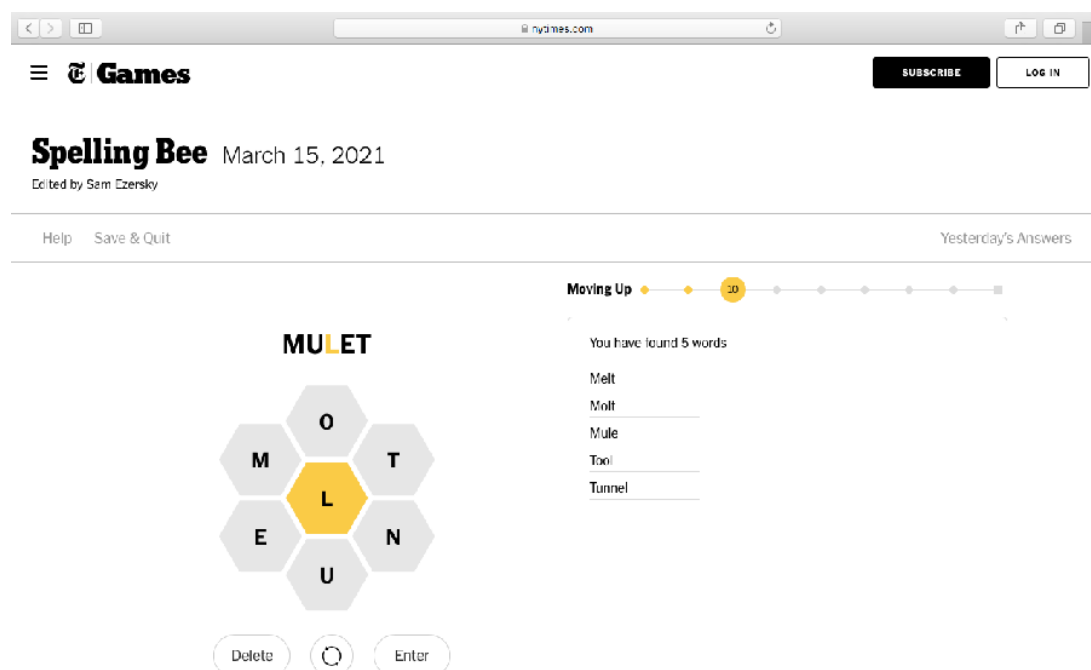 nytimes.com
Games
SUBSCRIBE
LOG IN
Spelling Bee March 15, 2021
Edited by Sam Ezersky
Help Save & Quit Yesterday's Answers
Moving Up 10
MULET
You have found 5 words
Melt
Molt
Mule
Tool
Tunnel
O
M
T
L
E
N
U
Delete Enter